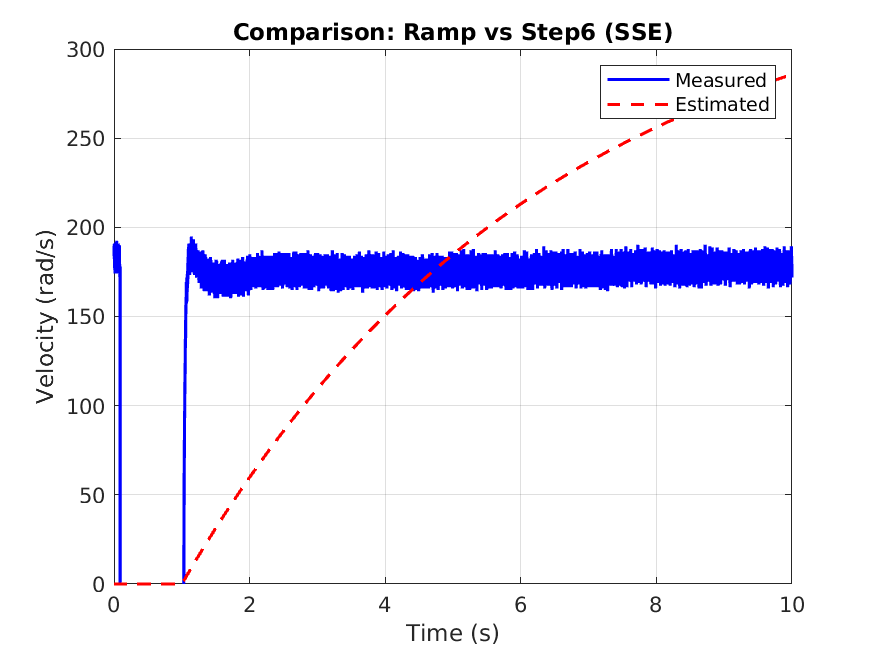 Comparison: Ramp vs Step6 (SSE)
300
250
200
150
100
50
0
Velocity (rad/s)
Measured
Estimated
0 2 4 6 8 10
Time (s)